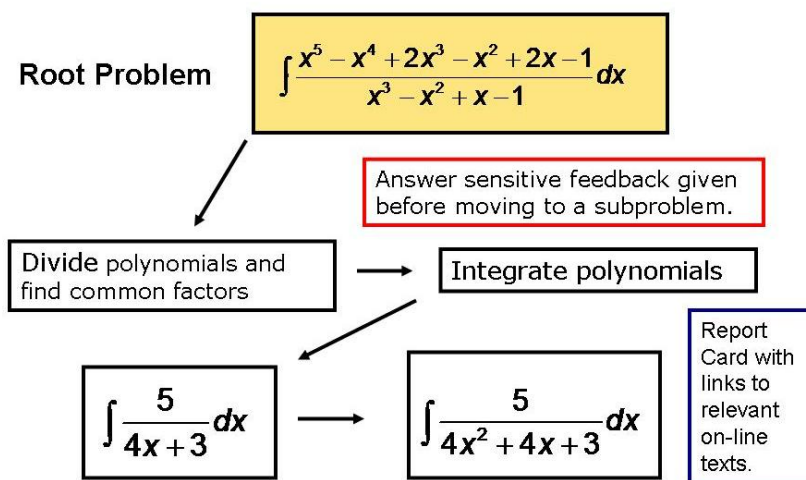 Root Problem
∫ x⁵ − x⁴ + 2x³ − x² + 2x − 1 / x³ − x² + x − 1 dx
Answer sensitive feedback given
before moving to a subproblem.
Divide polynomials and
find common factors
Integrate polynomials
∫ 5 / 4x + 3 dx
∫ 5 / 4x² + 4x + 3 dx
Report
Card with
links to
relevant
on-line
texts.